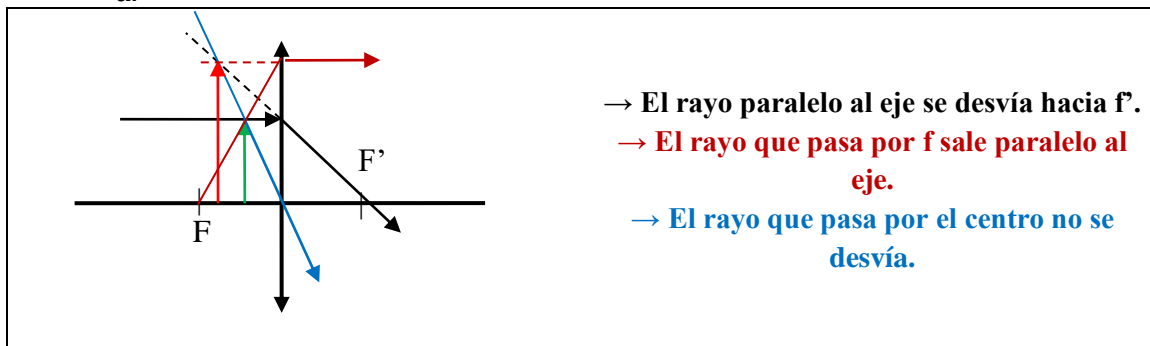 → El rayo paralelo al eje se desvía hacia f’.
→ El rayo que pasa por f sale paralelo al
eje.
F’
→ El rayo que pasa por el centro no se
desvía.
F